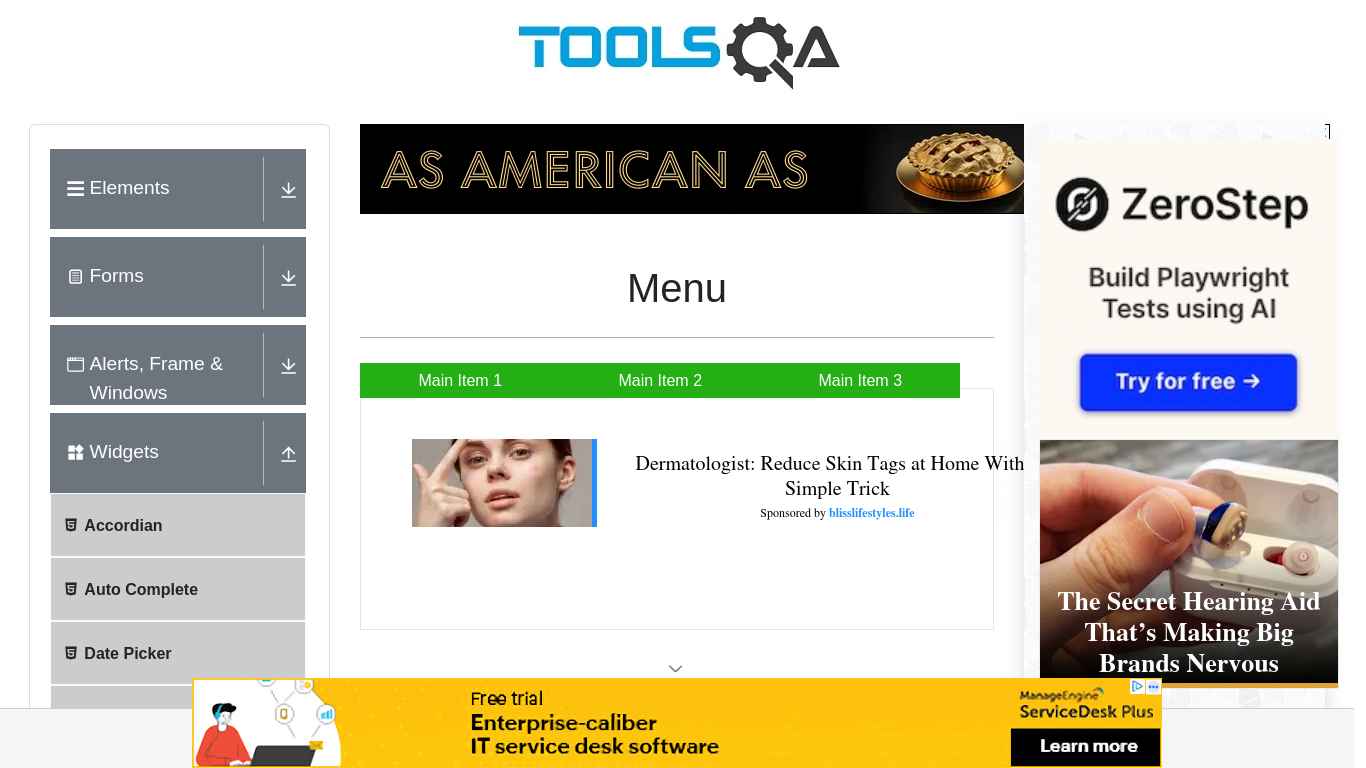 TOOLSQA
Elements
Forms
Alerts, Frame &
Windows
Widgets
Accordian
Auto Complete
Date Picker
AS AMERICAN AS
Menu
Main Item 1
Main Item 2
Main Item 3
Dermatologist: Reduce Skin Tags at Home With
Simple Trick
Sponsored by blisslifestyles.life
ZeroStep
Build Playwright
Tests using AI
Try for free →
The Secret Hearing Aid
That’s Making Big
Brands Nervous
Free trial
Enterprise-caliber
IT service desk software
ManageEngine
ServiceDesk Plus
Learn more